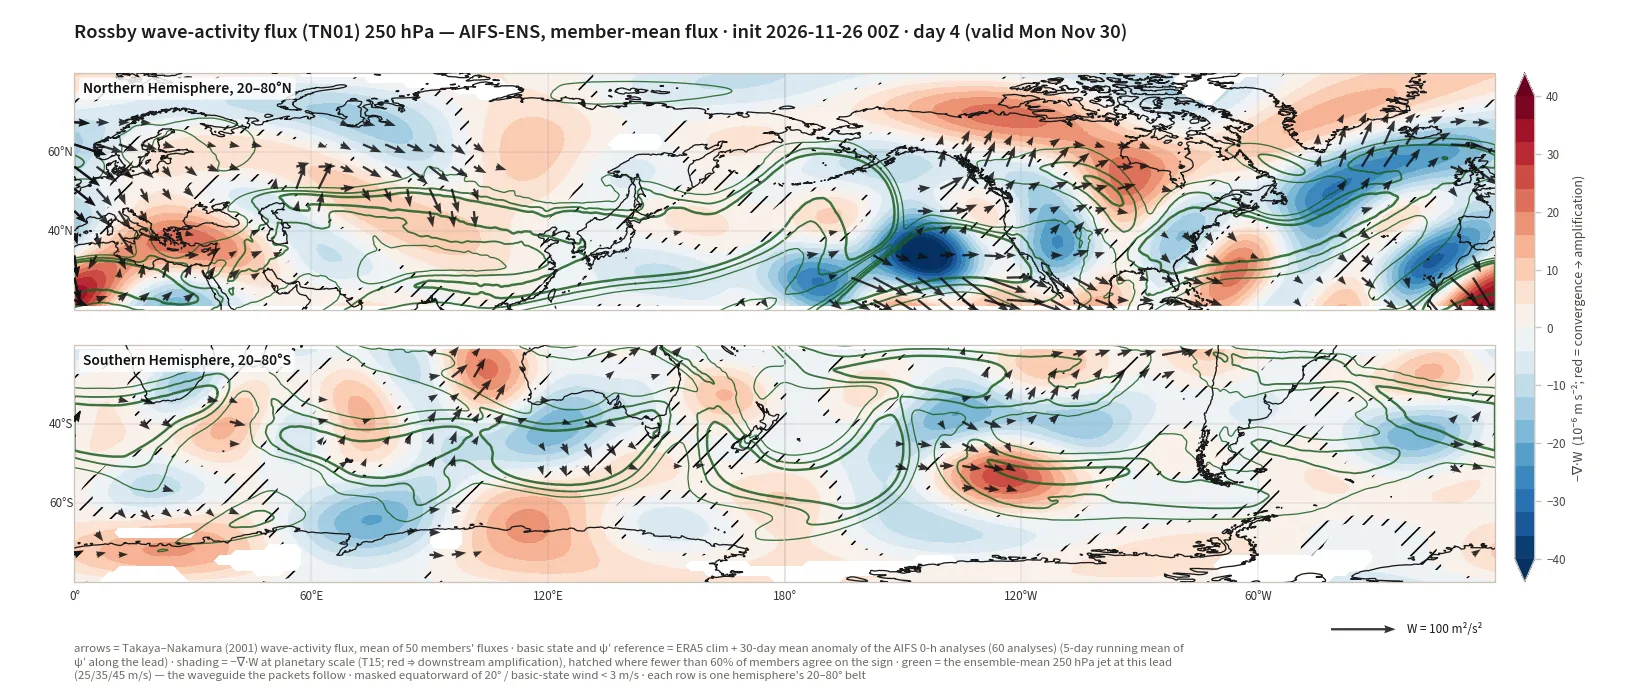 Rossby wave-activity flux (TN01) 250 hPa — AIFS-ENS, member-mean flux · init 2026-11-26 00Z · day 4 (valid Mon Nov 30)
Northern Hemisphere, 20–80°N
60°N
40°N
Southern Hemisphere, 20–80°S
40°S
60°S
0°
60°E
120°E
180°
120°W
60°W
40
30
20
10
0
−10
−20
−30
−40
−∇·W (10⁻⁶ m s⁻²; red = convergence → amplification)
W = 100 m²/s²
arrows = Takaya–Nakamura (2001) wave-activity flux, mean of 50 members' fluxes · basic state and ψ' reference = ERA5 clim + 30-day mean anomaly of the AIFS 0-h analyses (60 analyses) (5-day running mean of
ψ' along the lead) · shading = −∇·W at planetary scale (T15; red ⇒ downstream amplification), hatched where fewer than 60% of members agree on the sign · green = the ensemble-mean 250 hPa jet at this lead
(25/35/45 m/s) — the waveguide the packets follow · masked equatorward of 20° / basic-state wind < 3 m/s · each row is one hemisphere's 20–80° belt